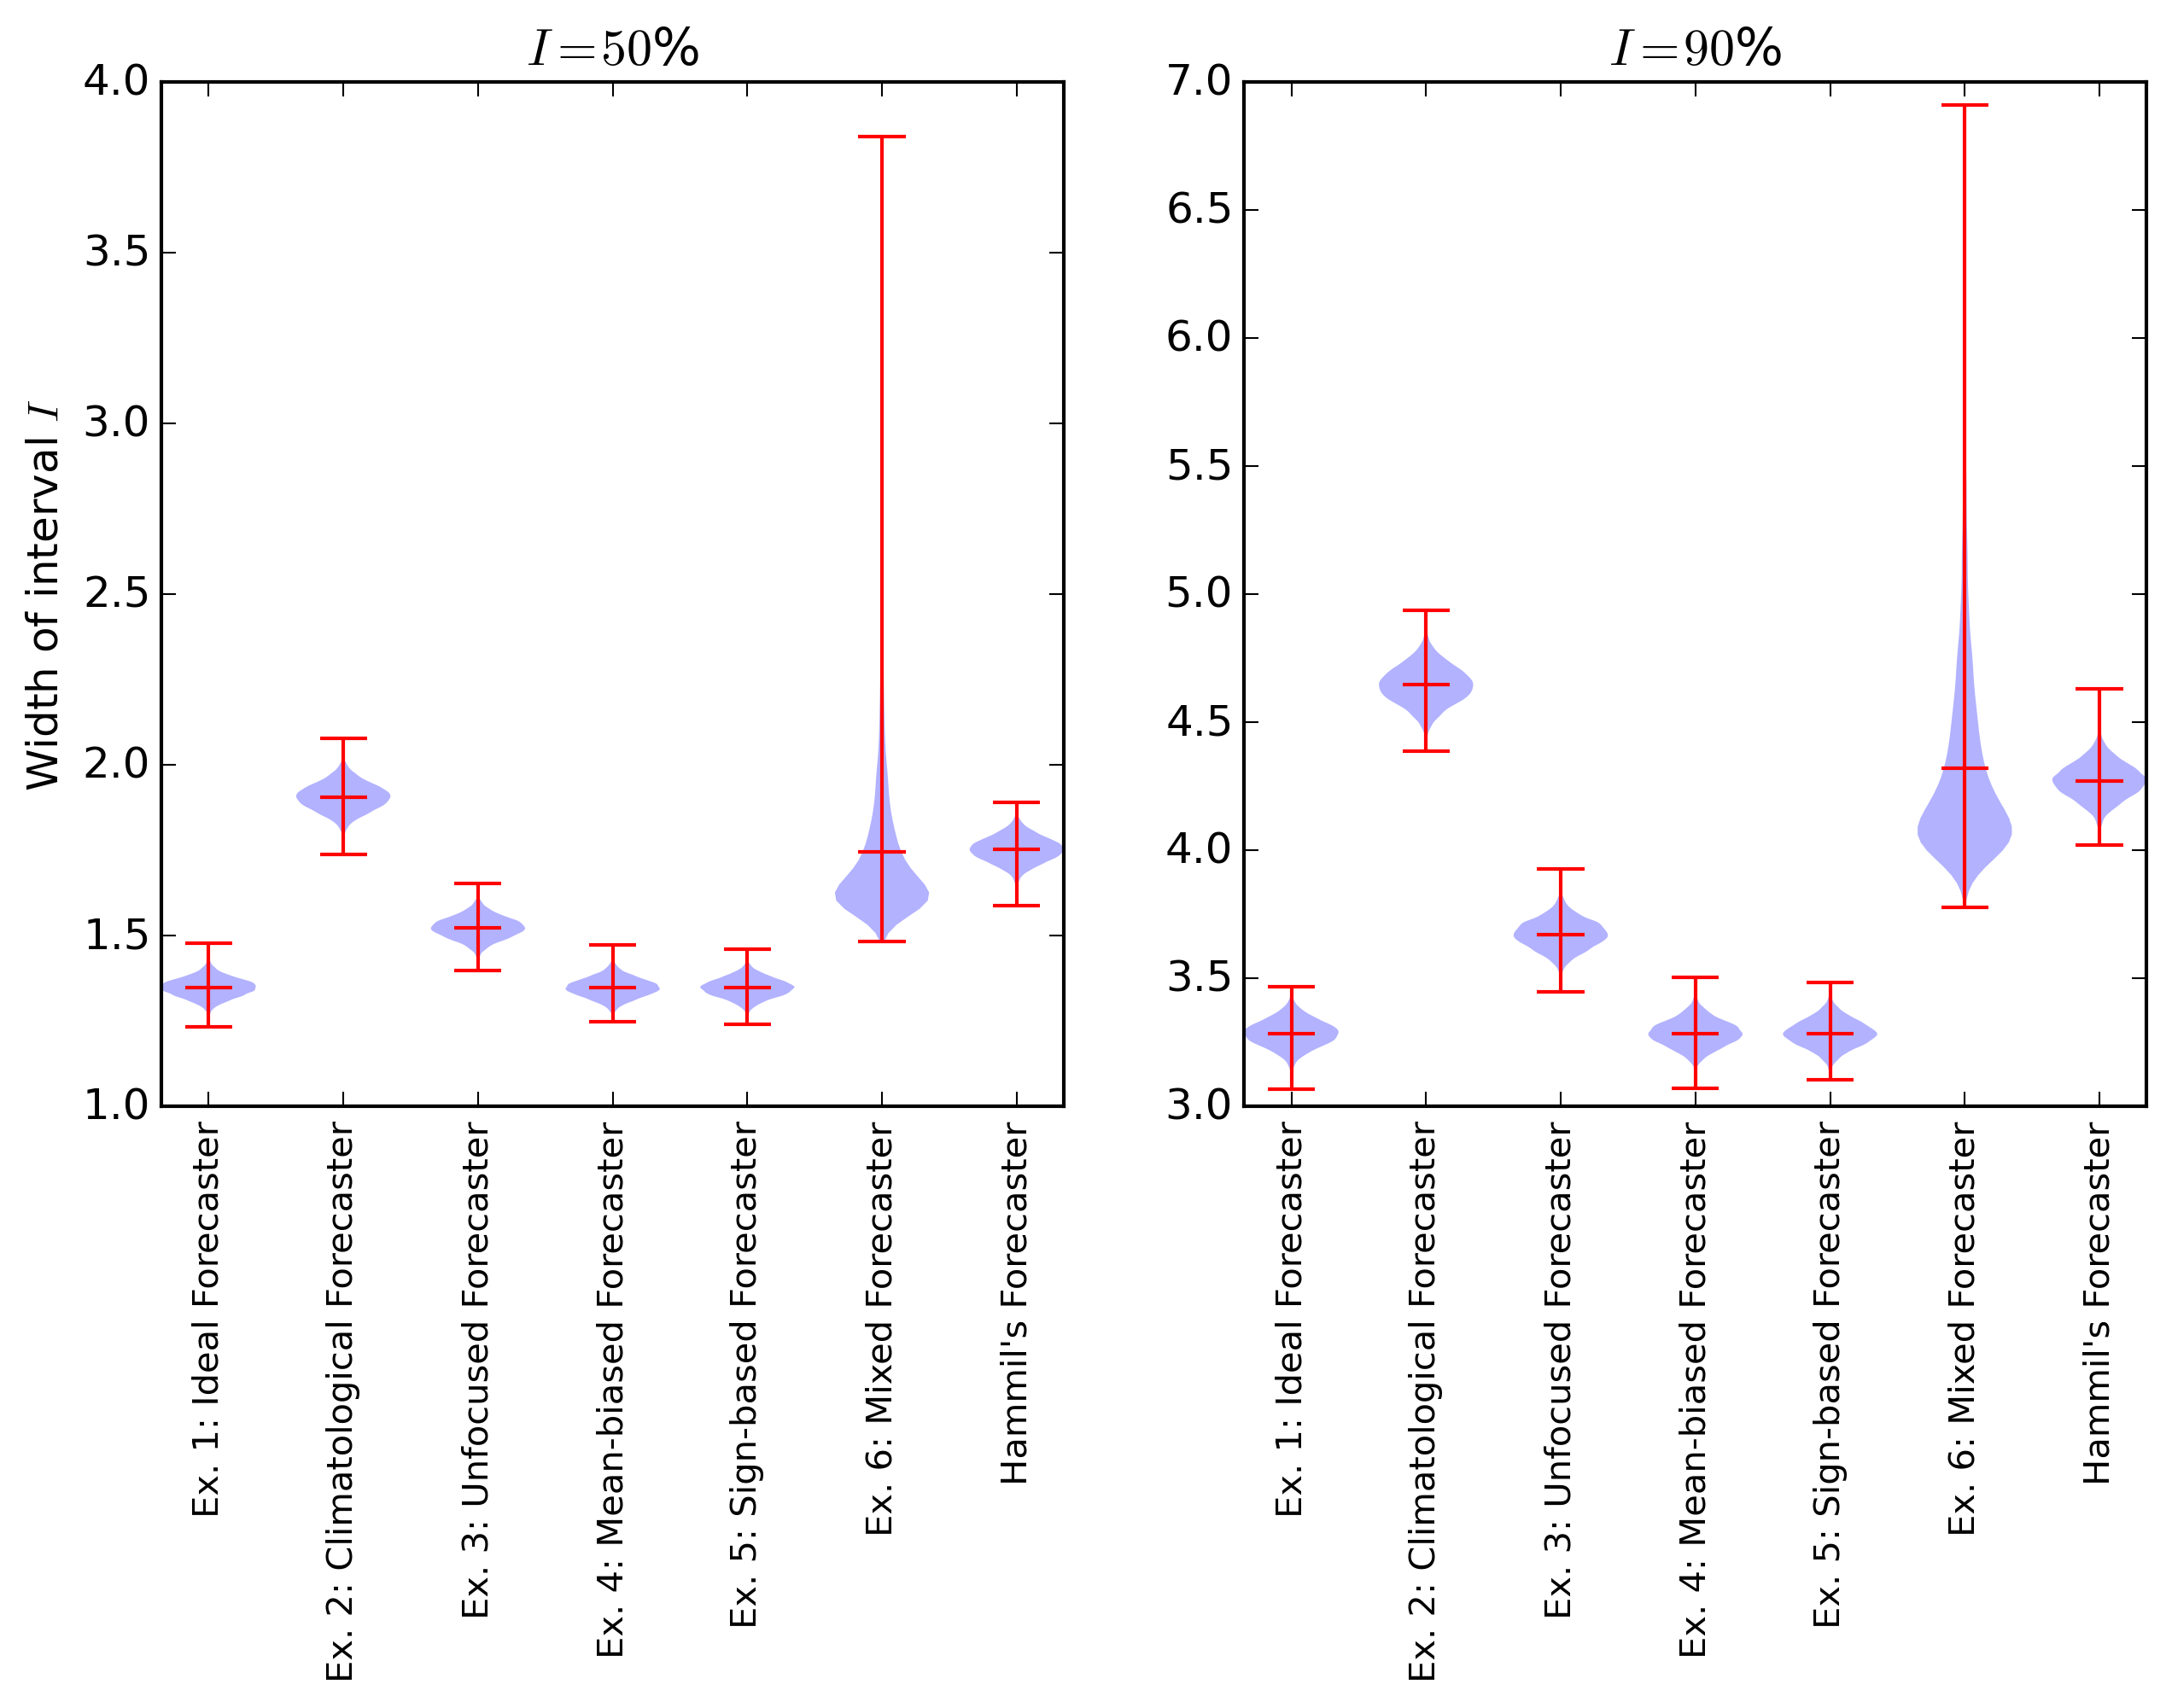 I = 50%
4.0
3.5
3.0
2.5
2.0
1.5
1.0
Width of interval I
Ex. 1: Ideal Forecaster
Ex. 2: Climatological Forecaster
Ex. 3: Unfocused Forecaster
Ex. 4: Mean-biased Forecaster
Ex. 5: Sign-based Forecaster
Ex. 6: Mixed Forecaster
Hammil's Forecaster
I = 90%
7.0
6.5
6.0
5.5
5.0
4.5
4.0
3.5
3.0
Ex. 1: Ideal Forecaster
Ex. 2: Climatological Forecaster
Ex. 3: Unfocused Forecaster
Ex. 4: Mean-biased Forecaster
Ex. 5: Sign-based Forecaster
Ex. 6: Mixed Forecaster
Hammil's Forecaster